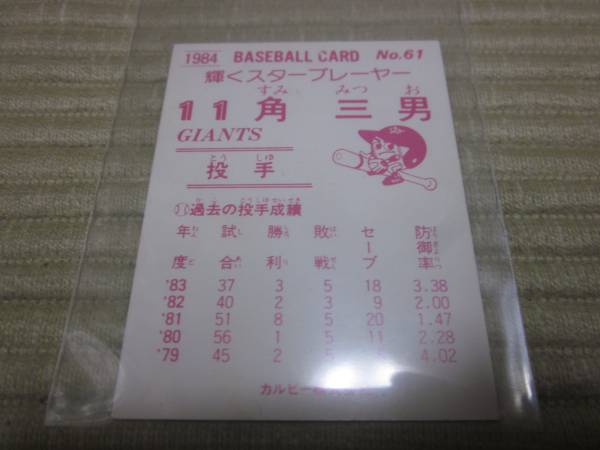 1984 BASEBALL CARD No.61
輝くスタープレーヤー
すみ みつ お
11 角 三 男
GIANTS
とう しゆ
投 手
過去の投手成績
年度 試合 勝利 敗戦 セーブ 防御率
'83 37 3 5 18 3.38
'82 40 2 3 9 2.00
'81 51 8 5 20 1.47
'80 56 1 5 11 2.28
'79 45 2 5 4.02
カルビー